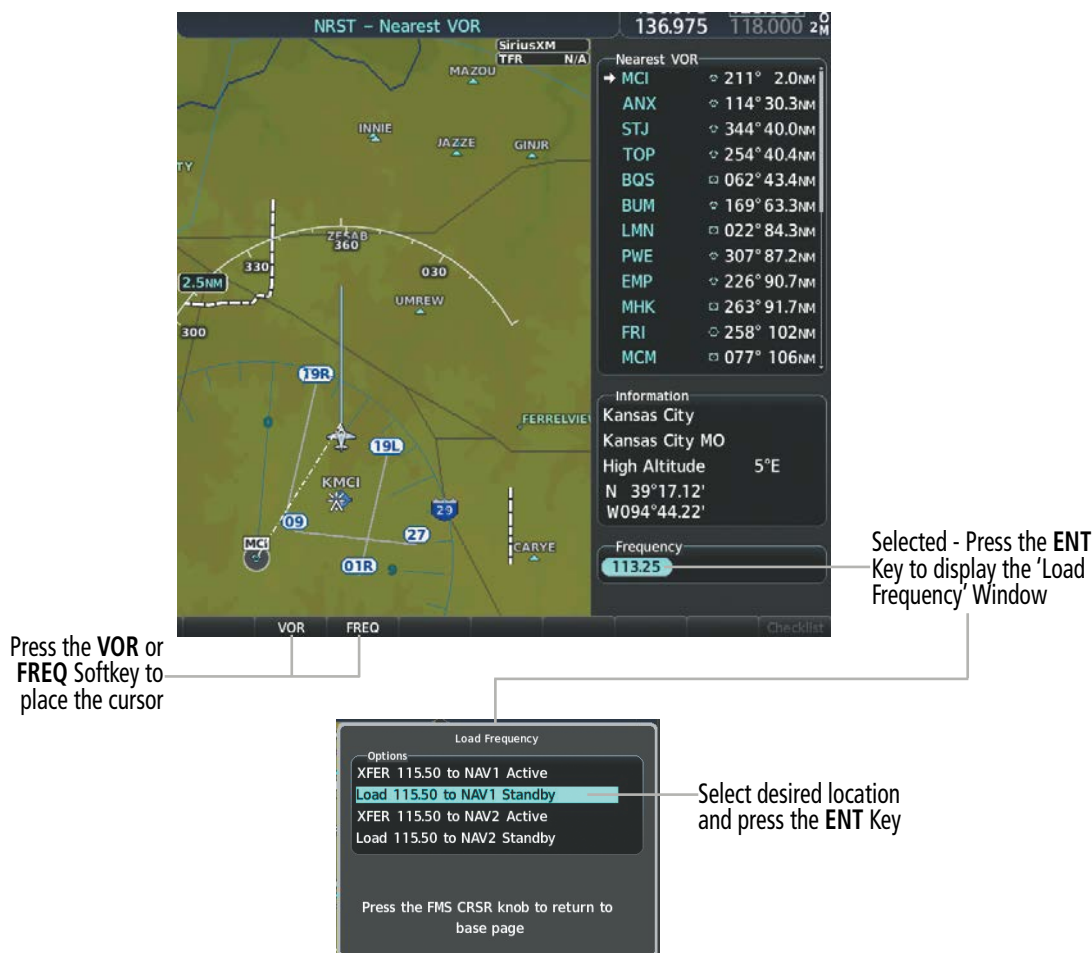 NRST – Nearest VOR
136.975 118.000 2
M
SiriusXM
TFR N/A
MAZOU
INNIE
JAZZE
GINJR
TY
ZESAB
360
330
030
2.5NM
UMREW
300
19R
FERRELVIE
19L
KMCI
29
09
27
MCI
CARYE
01R
9
Nearest VOR
MCI 211° 2.0NM
ANX 114° 30.3NM
STJ 344° 40.0NM
TOP 254° 40.4NM
BQS 062° 43.4NM
BUM 169° 63.3NM
LMN 022° 84.3NM
PWE 307° 87.2NM
EMP 226° 90.7NM
MHK 263° 91.7NM
FRI 258° 102NM
MCM 077° 106NM
Information
Kansas City
Kansas City MO
High Altitude 5°E
N 39°17.12'
W094°44.22'
Frequency
113.25
VOR FREQ Checklist
Selected - Press the ENT
Key to display the ‘Load
Frequency’ Window
Press the VOR or
FREQ Softkey to
place the cursor
Load Frequency
Options
XFER 115.50 to NAV1 Active
Load 115.50 to NAV1 Standby
XFER 115.50 to NAV2 Active
Load 115.50 to NAV2 Standby
Press the FMS CRSR knob to return to
base page
Select desired location
and press the ENT Key